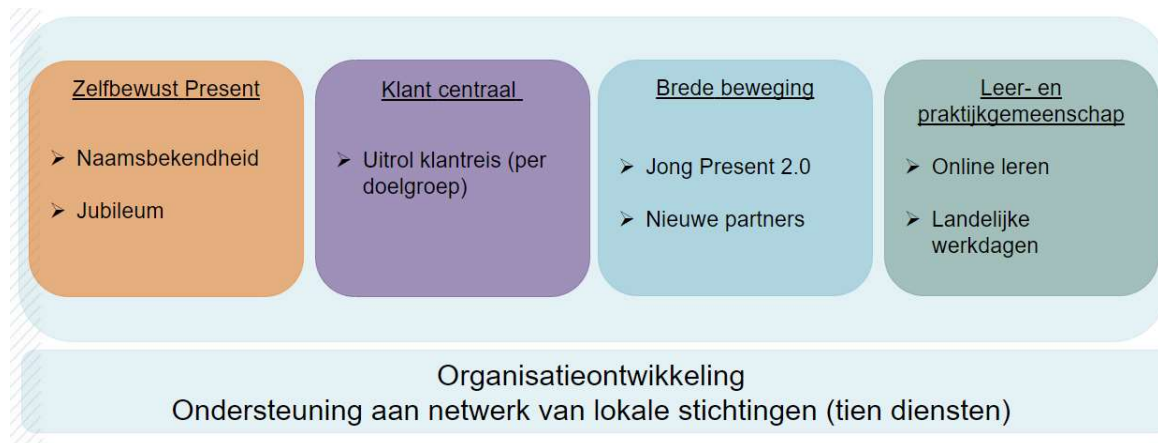 Zelfbewust Present
➢ Naamsbekendheid
➢ Jubileum
Klant centraal
➢ Uitrol klantreis (per
doelgroep)
Brede beweging
➢ Jong Present 2.0
➢ Nieuwe partners
Leer- en
praktijkgemeenschap
➢ Online leren
➢ Landelijke
werkdagen
Organisatieontwikkeling
Ondersteuning aan netwerk van lokale stichtingen (tien diensten)